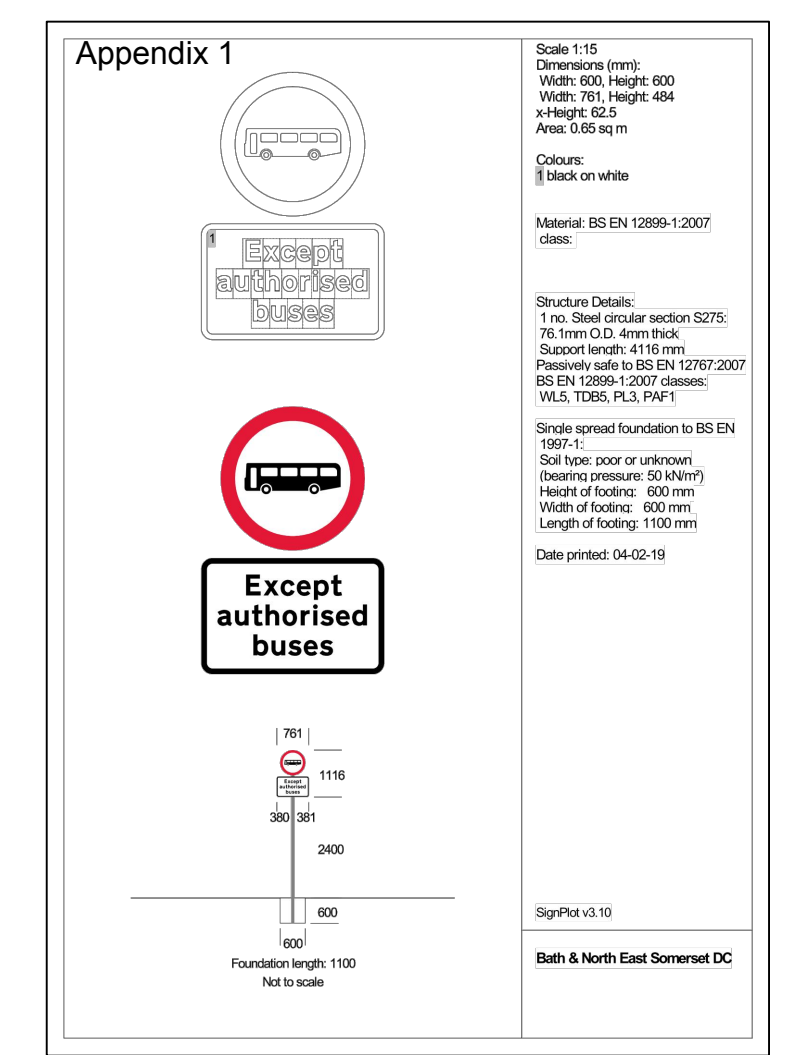 Appendix 1
1
Except
authorised
buses
Except
authorised
buses
761
Except
authorised
buses
1116
380 381
2400
600
600
Foundation length: 1100
Not to scale
Scale 1:15
Dimensions (mm):
Width: 600, Height: 600
Width: 761, Height: 484
x-Height: 62.5
Area: 0.65 sq m
Colours:
1 black on white
Material: BS EN 12899-1:2007
class:
Structure Details:
1 no. Steel circular section S275:
76.1mm O.D. 4mm thick
Support length: 4116 mm
Passively safe to BS EN 12767:2007
BS EN 12899-1:2007 classes:
WL5, TDB5, PL3, PAF1
Single spread foundation to BS EN
1997-1:
Soil type: poor or unknown
(bearing pressure: 50 kN/m²)
Height of footing: 600 mm
Width of footing: 600 mm
Length of footing: 1100 mm
Date printed: 04-02-19
SignPlot v3.10
Bath & North East Somerset DC